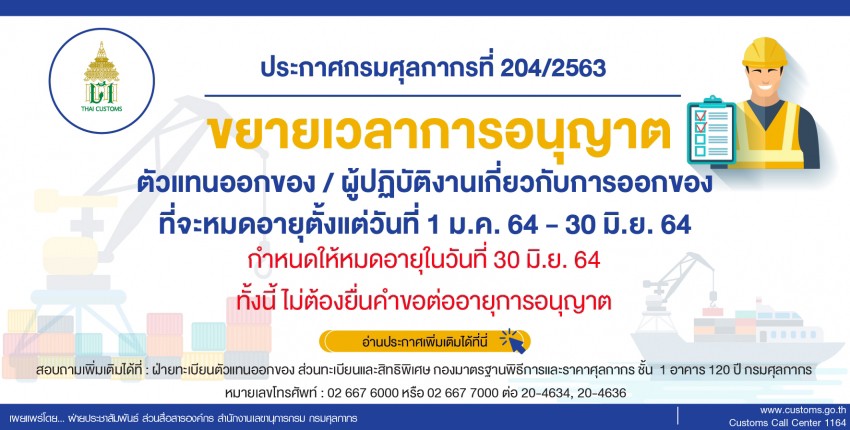 THAI CUSTOMS
ประกาศกรมศุลกากรที่ 204/2563
ขยายเวลาการอนุญาต
ตัวแทนออกของ / ผู้ปฏิบัติงานเกี่ยวกับการออกของ
ที่จะหมดอายุตั้งแต่วันที่ 1 ม.ค. 64 - 30 มิ.ย. 64
กำหนดให้หมดอายุในวันที่ 30 มิ.ย. 64
ทั้งนี้ ไม่ต้องยื่นคำขอต่ออายุการอนุญาต
อ่านประกาศเพิ่มเติมได้ที่นี่
สอบถามเพิ่มเติมได้ที่ : ฝ่ายทะเบียนตัวแทนออกของ ส่วนทะเบียนและสิทธิพิเศษ กองมาตรฐานพิธีการและราคาศุลกากร ชั้น 1 อาคาร 120 ปี กรมศุลกากร
หมายเลขโทรศัพท์ : 02 667 6000 หรือ 02 667 7000 ต่อ 20-4634, 20-4636
เผยแพร่โดย... ฝ่ายประชาสัมพันธ์ ส่วนสื่อสารองค์กร สำนักงานเลขานุการกรม กรมศุลกากร
www.customs.go.th
Customs Call Center 1164